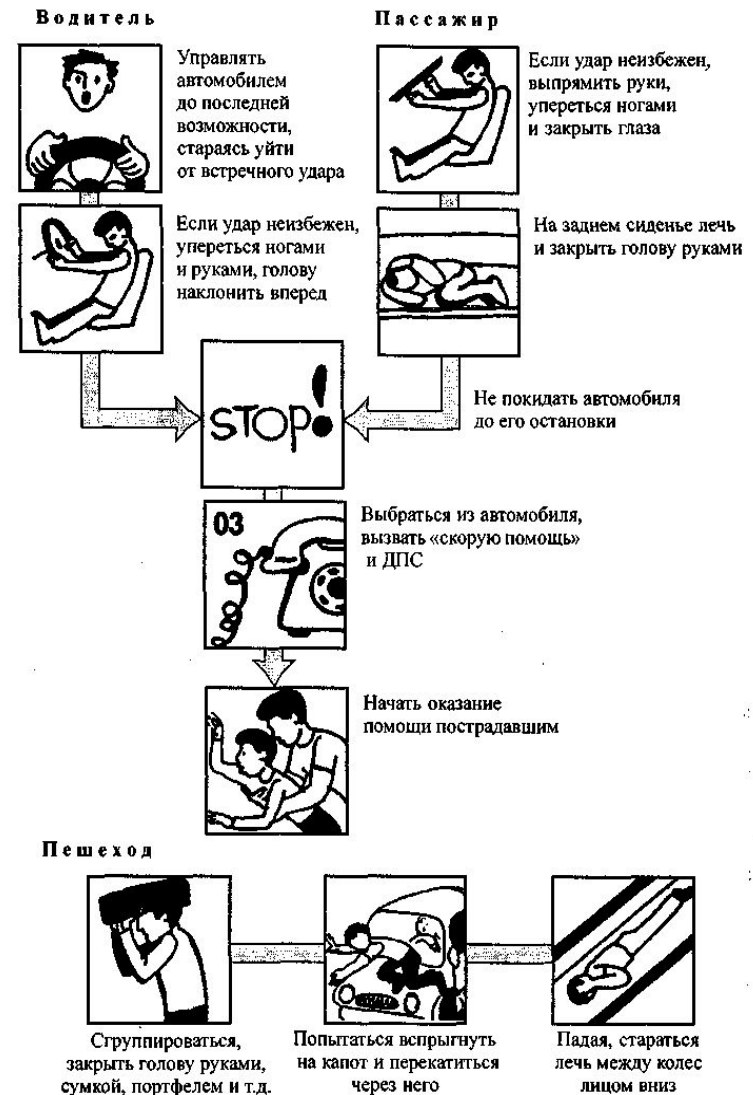 Водитель
Управлять
автомобилем
до последней
возможности,
стараясь уйти
от встречного удара
Если удар неизбежен,
упереться ногами
и руками, голову
наклонить вперед
Пассажир
Если удар неизбежен,
выпрямить руки,
упереться ногами
и закрыть глаза
На заднем сиденье лечь
и закрыть голову руками
STOP!
Не покидать автомобиля
до его остановки
03
Выбраться из автомобиля,
вызвать «скорую помощь»
и ДПС
Начать оказание
помощи пострадавшим
Пешеход
Сгруппироваться,
закрыть голову руками,
сумкой, портфелем и т.д.
Попытаться вспрыгнуть
на капот и перекатиться
через него
Падая, стараться
лечь между колес
лицом вниз